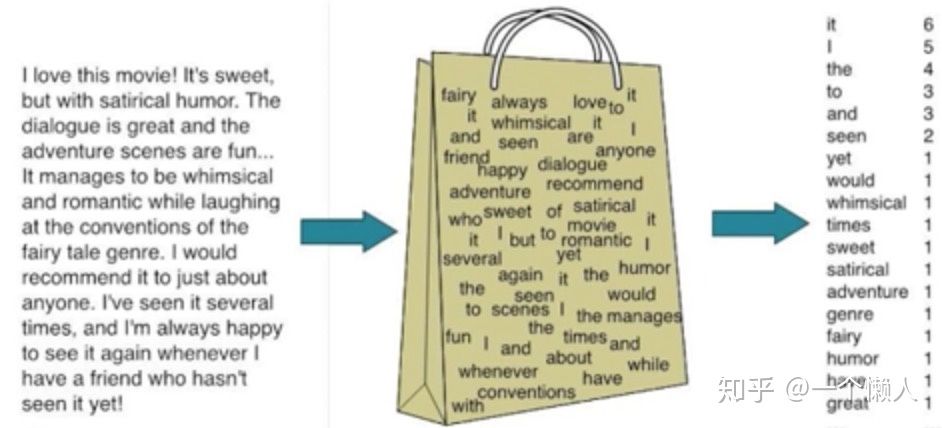 I love this movie! It's sweet,
but with satirical humor. The
dialogue is great and the
adventure scenes are fun...
It manages to be whimsical
and romantic while laughing
at the conventions of the
fairy tale genre. I would
recommend it to just about
anyone. I've seen it several
times, and I'm always happy
to see it again whenever I
have a friend who hasn't
seen it yet!
fairy always love to it
it whimsical it I
and seen are anyone
friend happy dialogue
adventure recommend
who sweet of satirical
it I but to movie it
romantic I
several yet
again it the humor
the seen would
to scenes I the manages
fun I and the times and
whenever about while
have
conventions
with
it 6
I 5
the 4
to 3
and 3
seen 2
yet 1
would 1
whimsical 1
times 1
sweet 1
satirical 1
adventure 1
genre 1
fairy 1
humor 1
have 1
great 1
知乎 @一个懒人